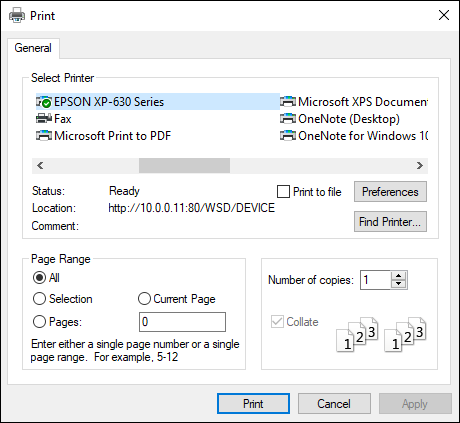 Print
General
Select Printer
EPSON XP-630 Series
Microsoft XPS Documen
Fax
OneNote (Desktop)
Microsoft Print to PDF
OneNote for Windows 10
Status: Ready
Print to file
Preferences
Location: http://10.0.0.11:80/WSD/DEVICE
Comment:
Find Printer...
Page Range
All
Selection
Current Page
Pages: 0
Enter either a single page number or a single
page range. For example, 5-12
Number of copies: 1
Collate
1 2 3 1 2 3
Print
Cancel
Apply